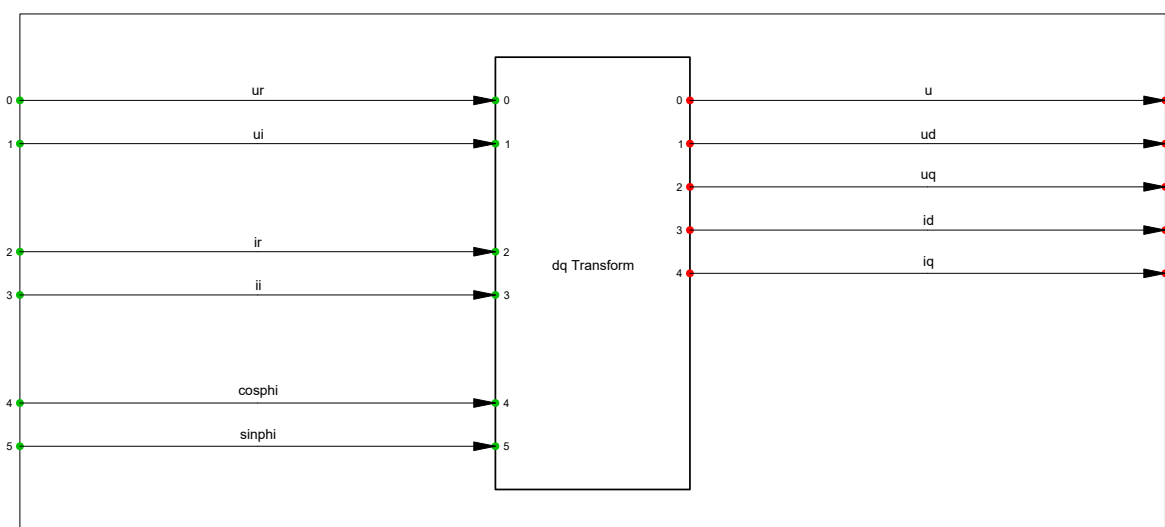 0 ur 0 0 u
1 ui 1 1 ud
2 uq
2 ir 2 3 id
dq Transform
3 ii 3 4 iq
4 cosphi 4
5 sinphi 5